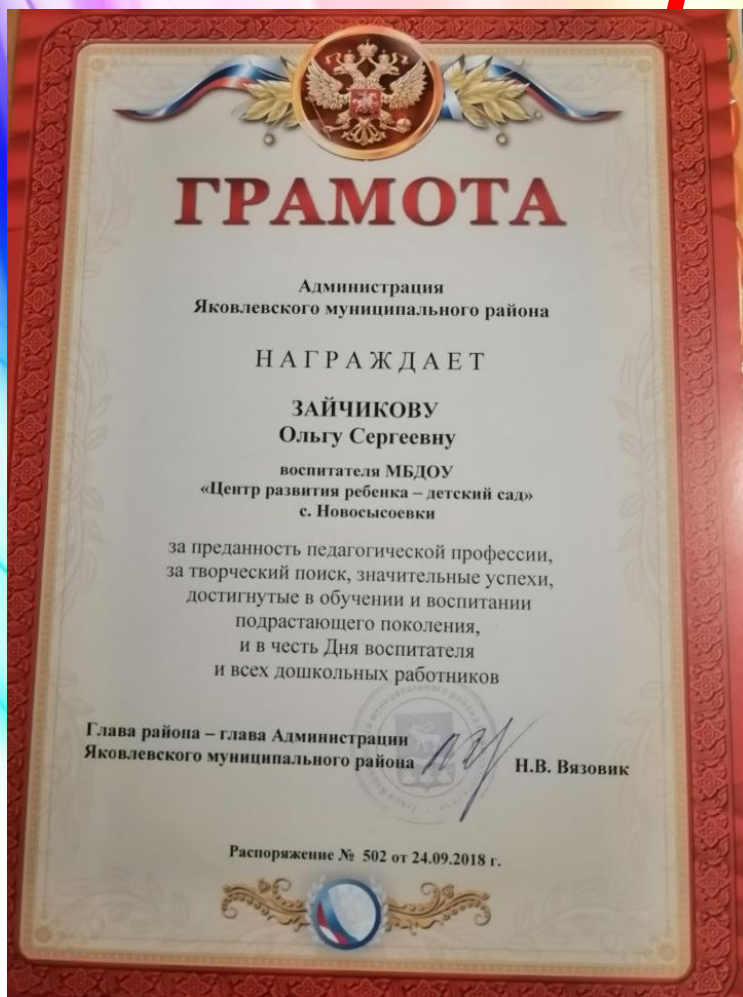 ГРАМОТА
Администрация
Яковлевского муниципального района
НАГРАЖДАЕТ
ЗАЙЧИКОВУ
Ольгу Сергеевну
воспитателя МБДОУ
«Центр развития ребенка – детский сад»
с. Новосысоевки
за преданность педагогической профессии,
за творческий поиск, значительные успехи,
достигнутые в обучении и воспитании
подрастающего поколения,
и в честь Дня воспитателя
и всех дошкольных работников
Глава района – глава Администрации
Яковлевского муниципального района
Н.В. Вязовик
Распоряжение № 502 от 24.09.2018 г.